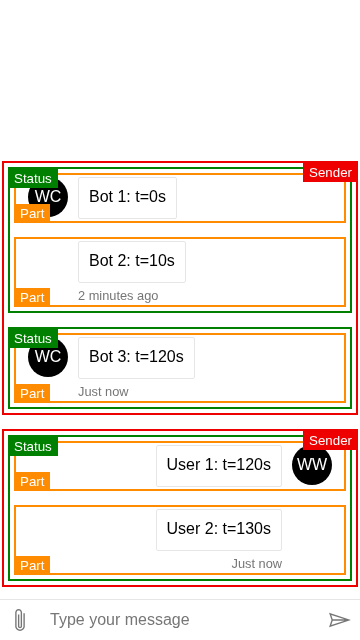 Status
Sender
WC
Bot 1: t=0s
Part
Bot 2: t=10s
Part
2 minutes ago
Status
WC
Bot 3: t=120s
Part
Just now
Status
Sender
User 1: t=120s
WW
Part
User 2: t=130s
Part
Just now
Type your message